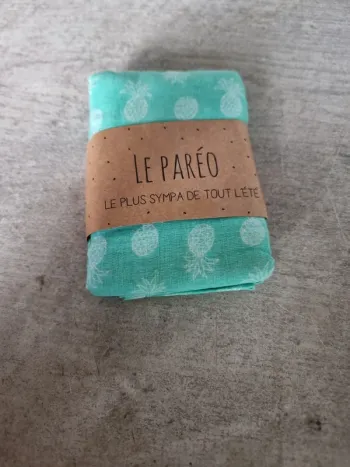 LE PARÉO
LE PLUS SYMPA DE TOUT L'ÉTÉ